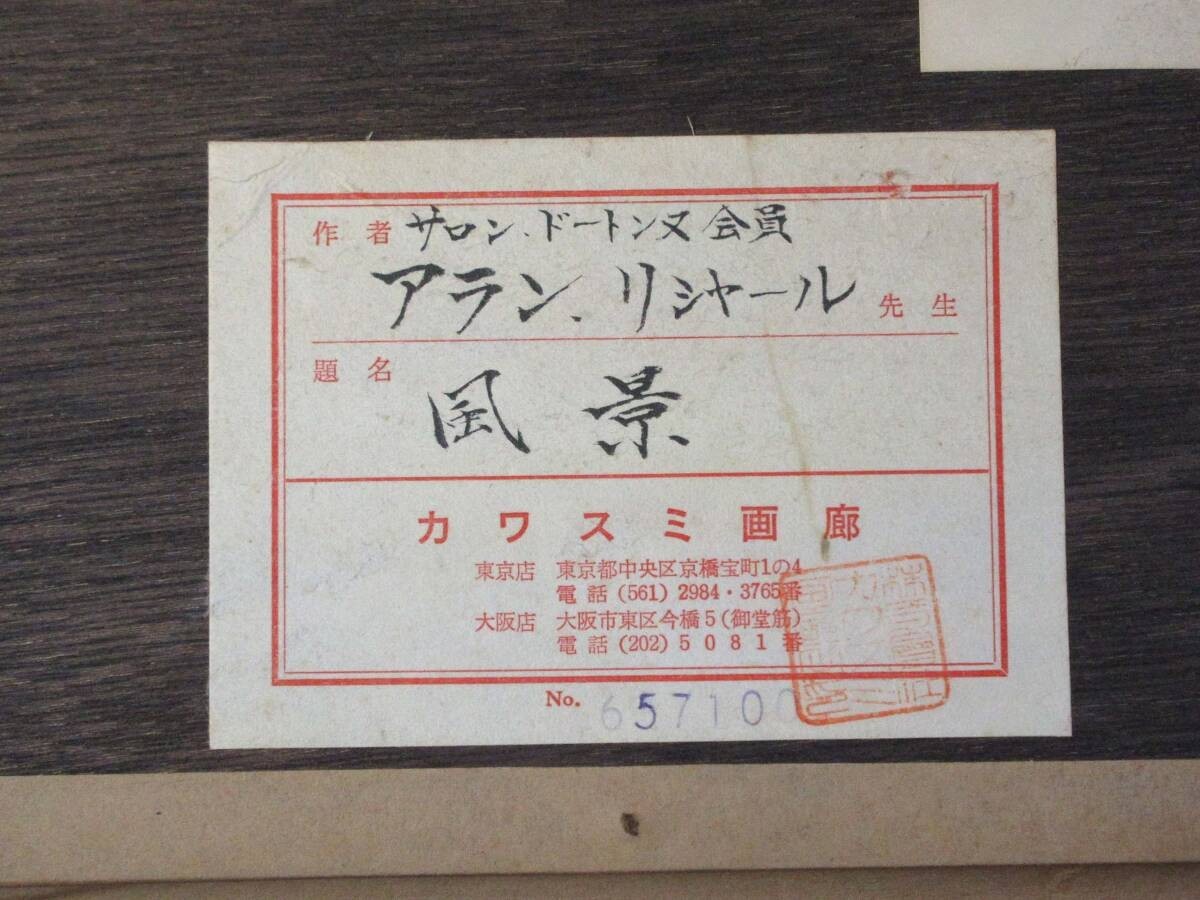 作者 サロン、ドートンヌ会員
アラン、リシャール 先生
題名
風景
カワスミ画廊
東京店 東京都中央区京橋宝町1の4
電話 (561) 2984・3765番
大阪店 大阪市東区今橋5(御堂筋)
電話 (202) 5081番
No. 657100